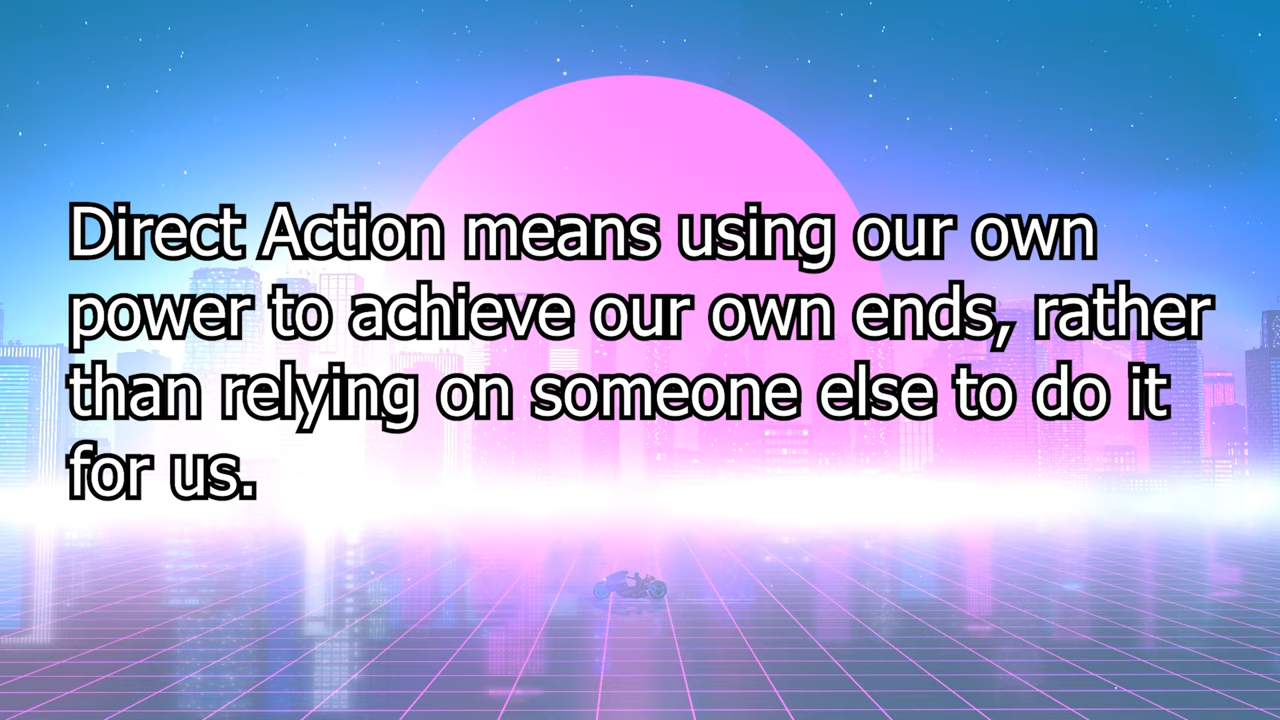 Direct Action means using our own
power to achieve our own ends, rather
than relying on someone else to do it
for us.